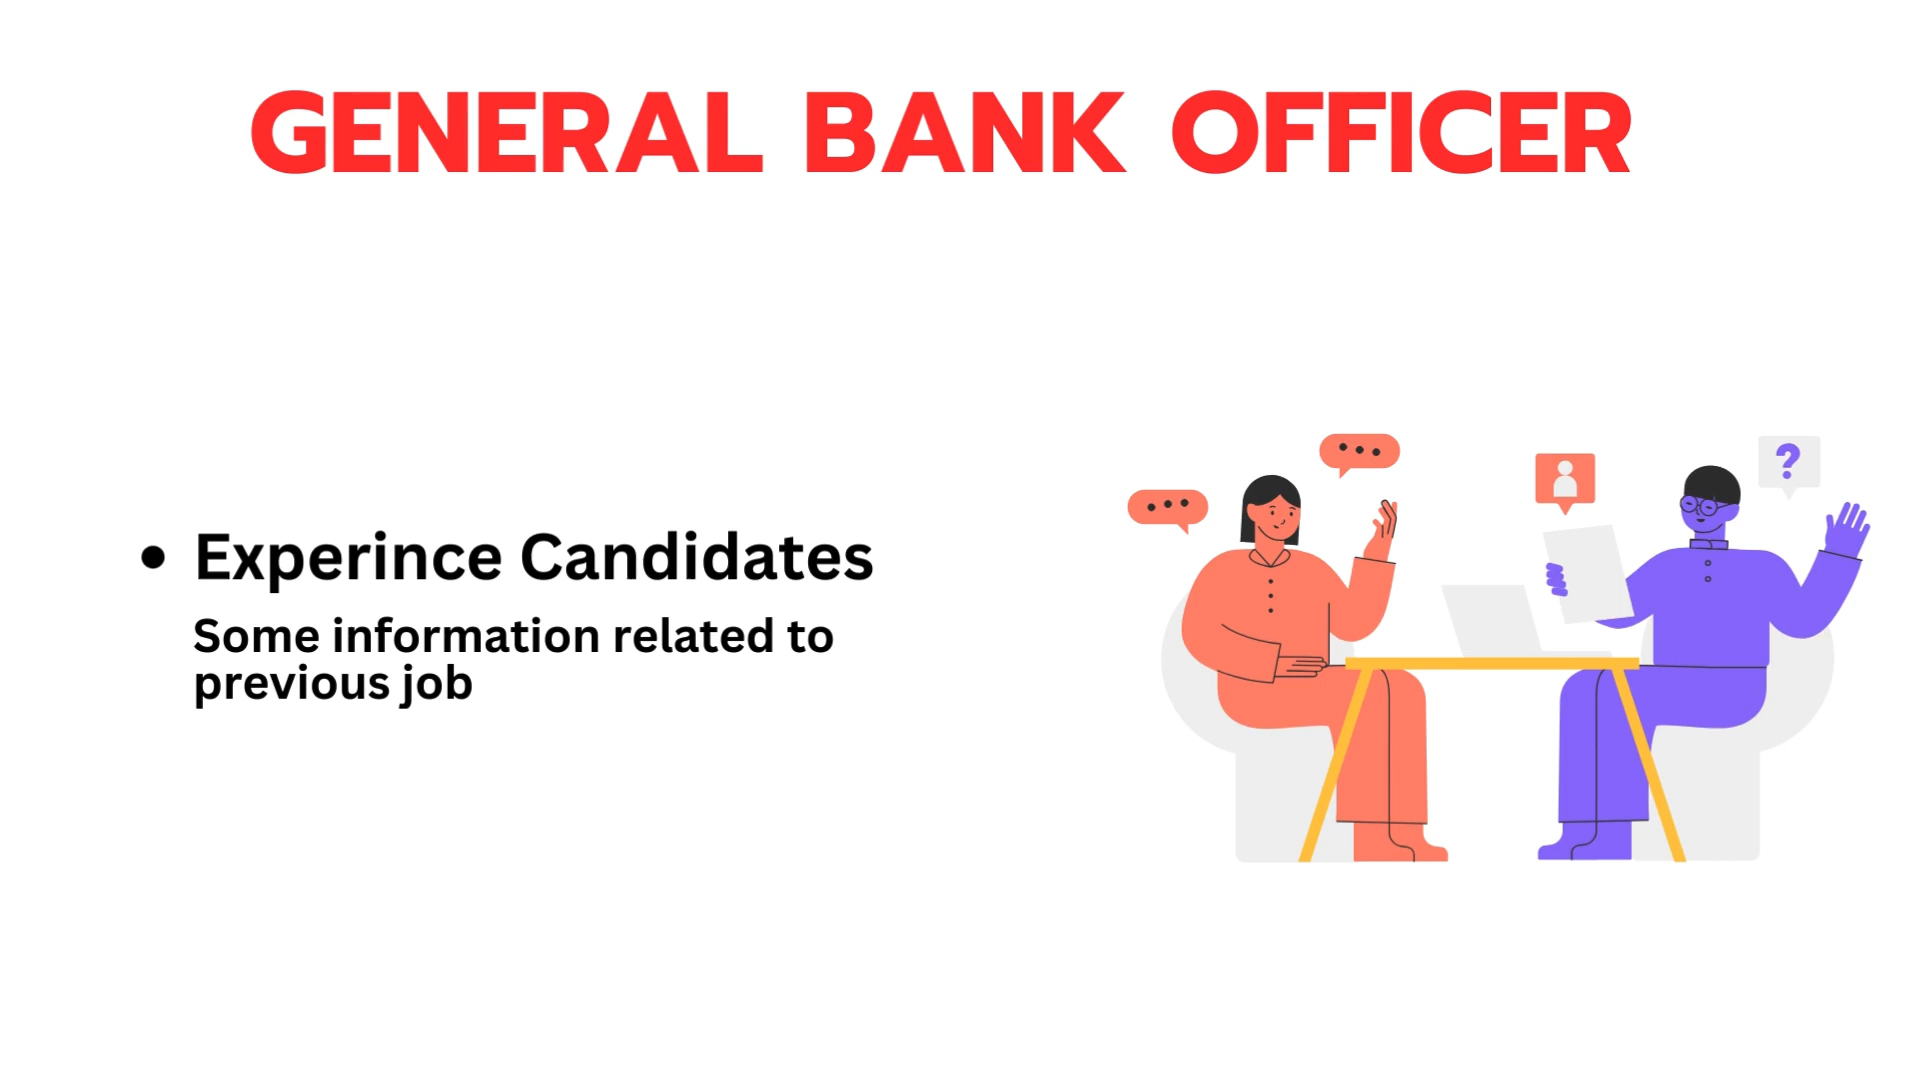 GENERAL BANK OFFICER
• Experince Candidates
Some information related to
previous job
?